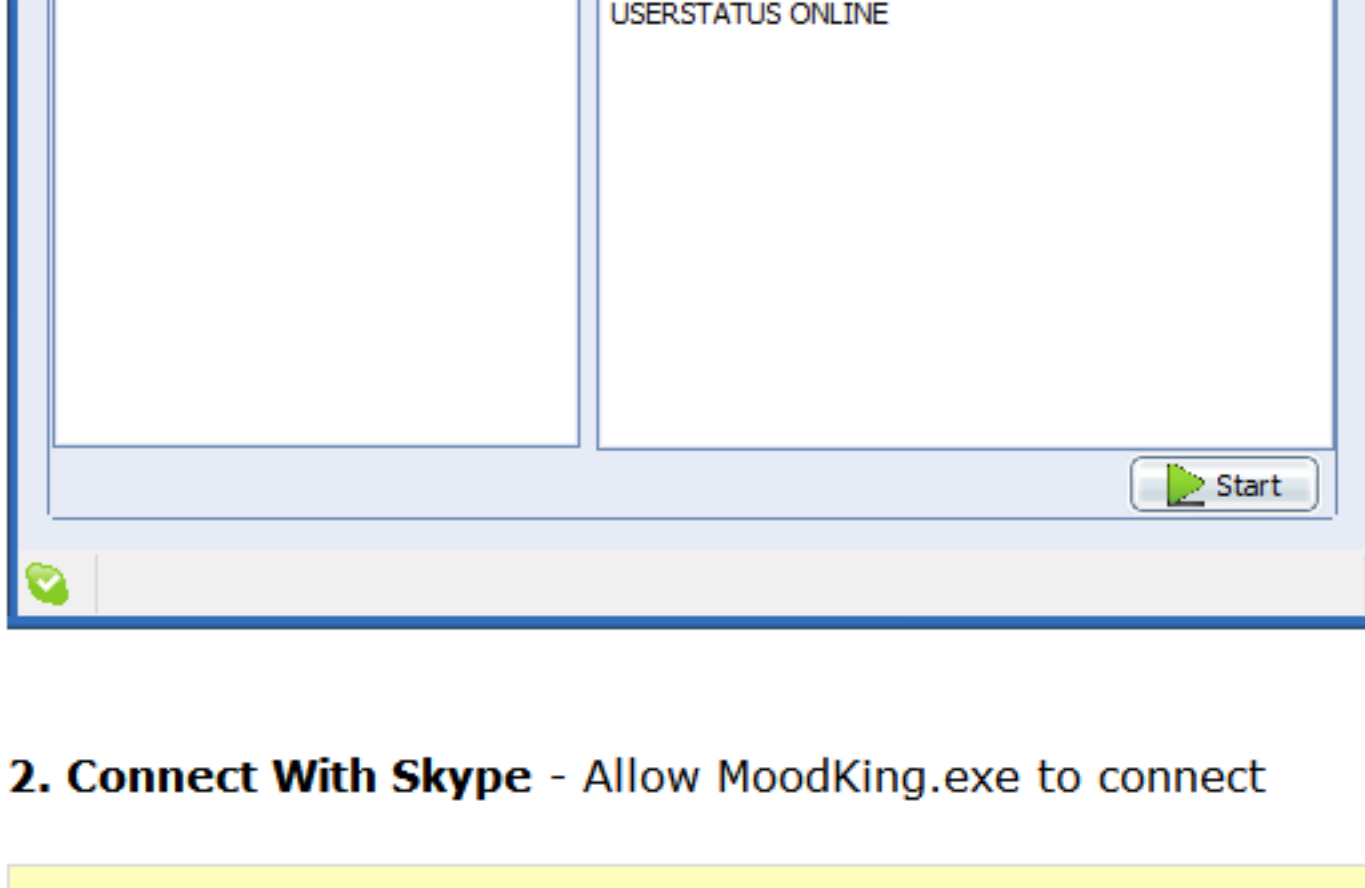 USERSTATUS ONLINE
Start
2. Connect With Skype - Allow MoodKing.exe to connect